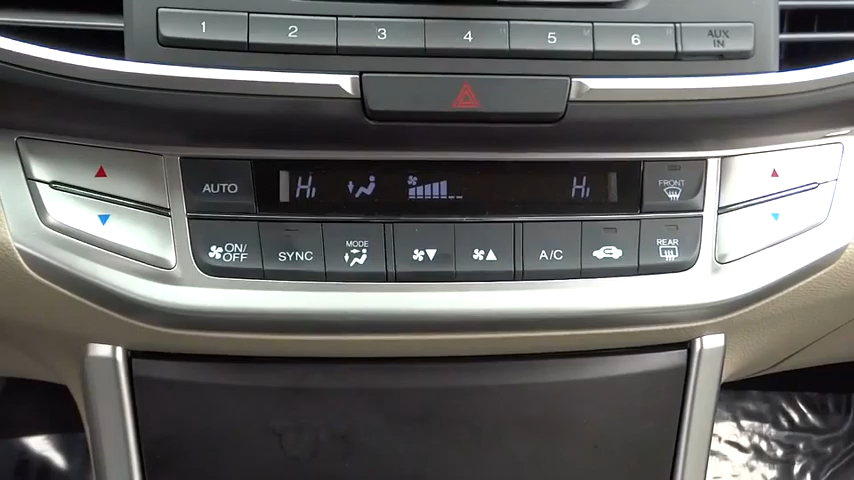 1 2 3 4 5 6 AUX IN
AUTO Hi Hi FRONT
ON/OFF SYNC MODE A/C REAR